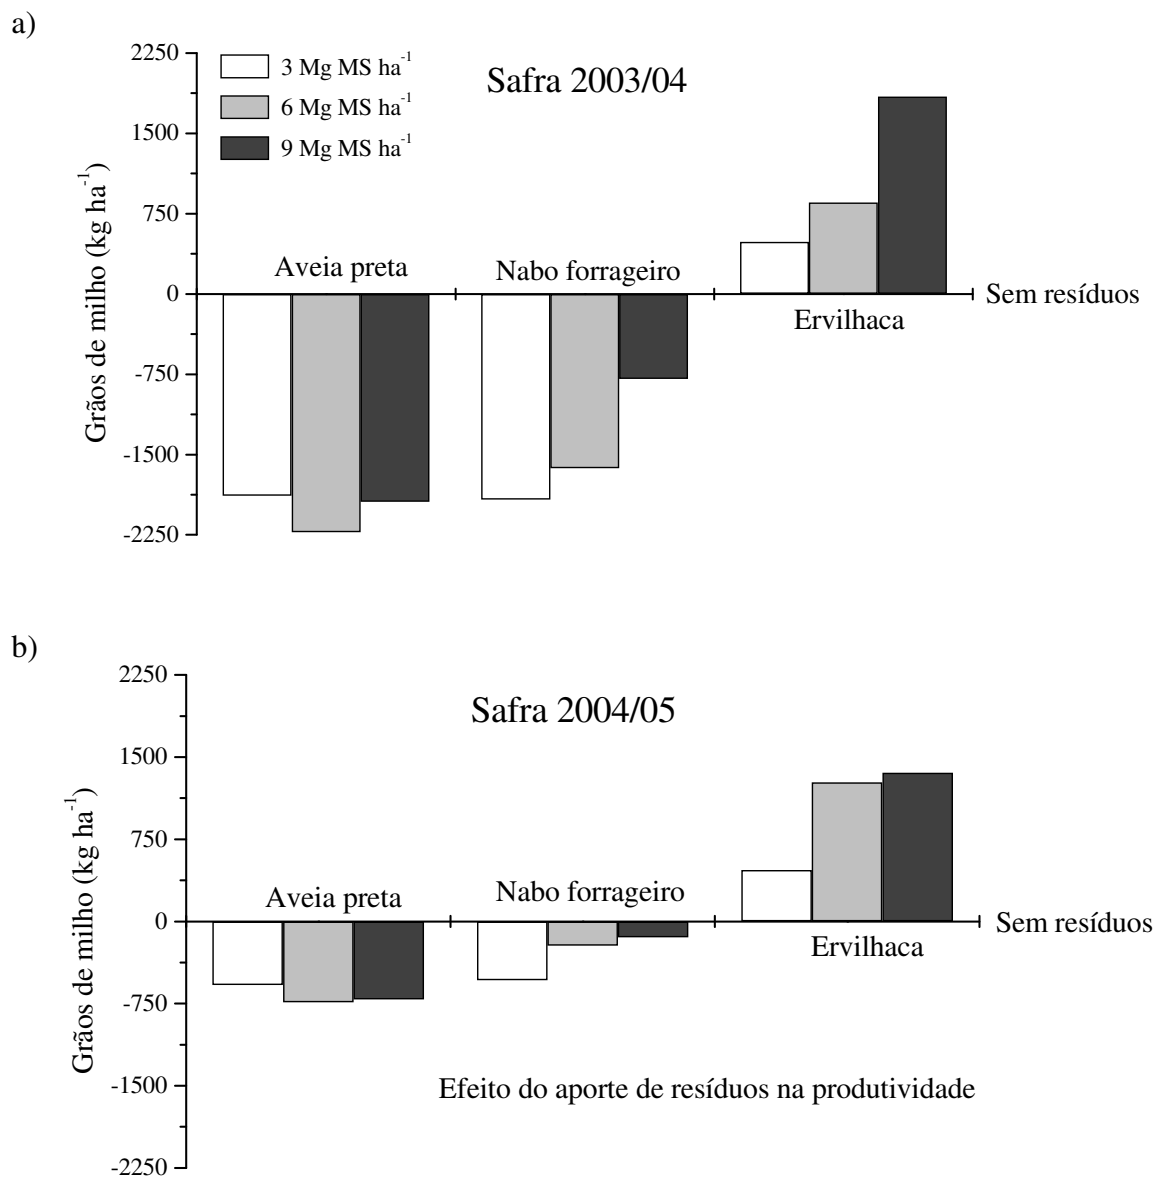 a)
2250
3 Mg MS ha-1
Safra 2003/04
6 Mg MS ha-1
1500
9 Mg MS ha-1
750
Grãos de milho (kg ha-1)
Aveia preta
Nabo forrageiro
0
Sem resíduos
Ervilhaca
-750
-1500
-2250
b)
2250
Safra 2004/05
1500
750
Grãos de milho (kg ha-1)
Aveia preta
Nabo forrageiro
0
Sem resíduos
Ervilhaca
-750
Efeito do aporte de resíduos na produtividade
-1500
-2250